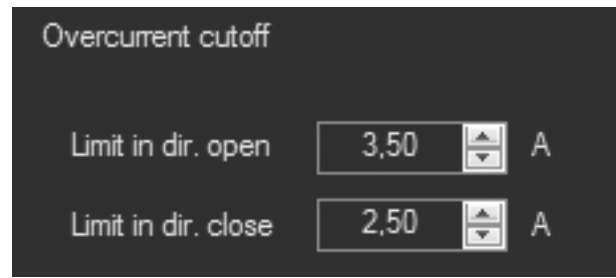 Overcurrent cutoff
Limit in dir. open 3,50 A
Limit in dir. close 2,50 A